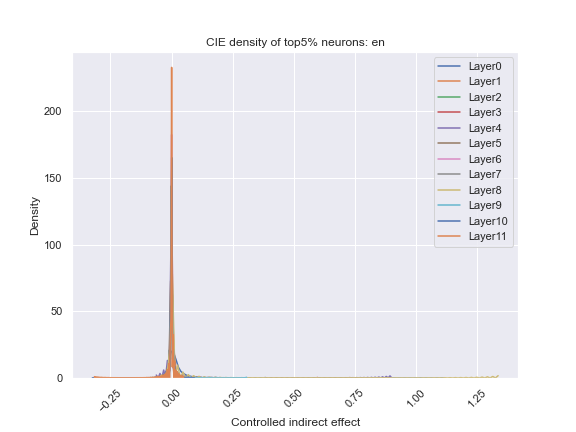 CIE density of top5% neurons: en
Density
200
150
100
50
0
−0.25
0.00
0.25
0.50
0.75
1.00
1.25
Controlled indirect effect
Layer0
Layer1
Layer2
Layer3
Layer4
Layer5
Layer6
Layer7
Layer8
Layer9
Layer10
Layer11